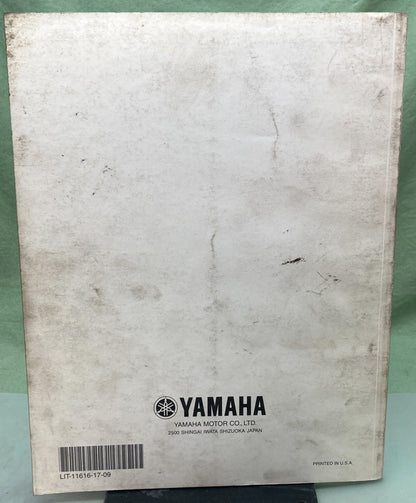 YAMAHA
YAMAHA MOTOR CO., LTD.
2500 SHINGAI IWATA SHIZUOKA JAPAN
LIT-11616-17-09
PRINTED IN U.S.A.